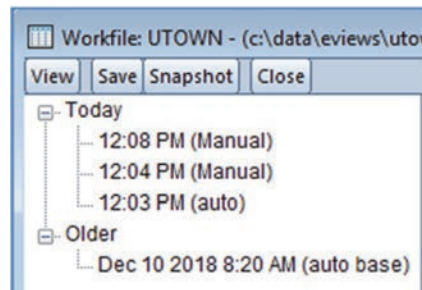 Workfile: UTOWN - (c:\data\eviews\utow
View Save Snapshot Close
Today
12:08 PM (Manual)
12:04 PM (Manual)
12:03 PM (auto)
Older
Dec 10 2018 8:20 AM (auto base)